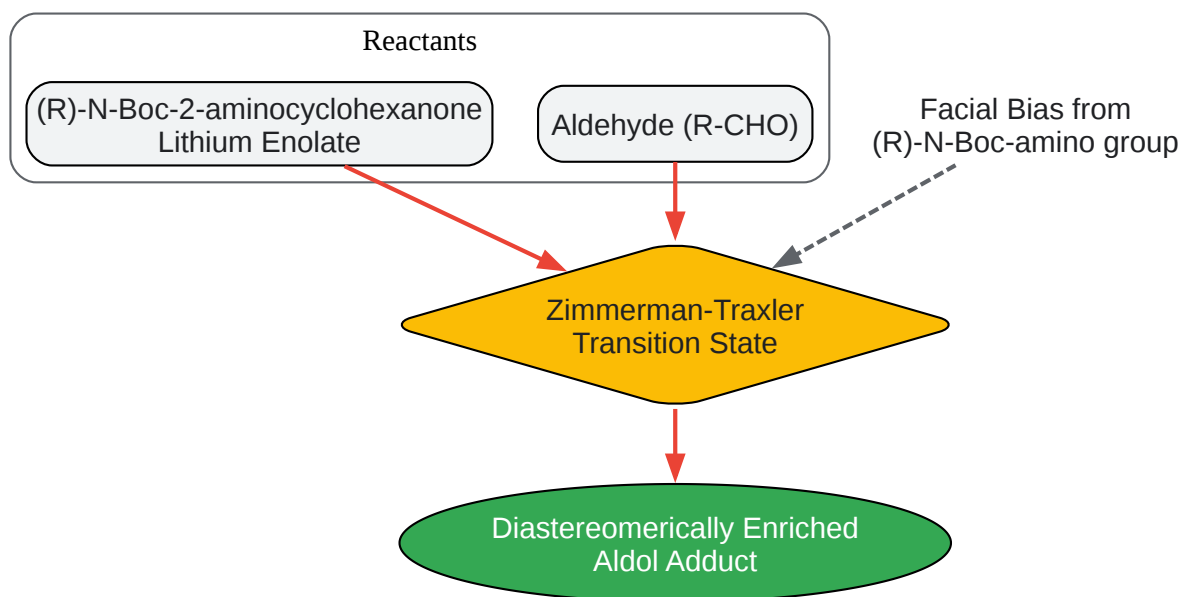 Reactants
(R)-N-Boc-2-aminocyclohexanone
Lithium Enolate
Aldehyde (R-CHO)
Facial Bias from
(R)-N-Boc-amino group
Zimmerman-Traxler
Transition State
Diastereomerically Enriched
Aldol Adduct